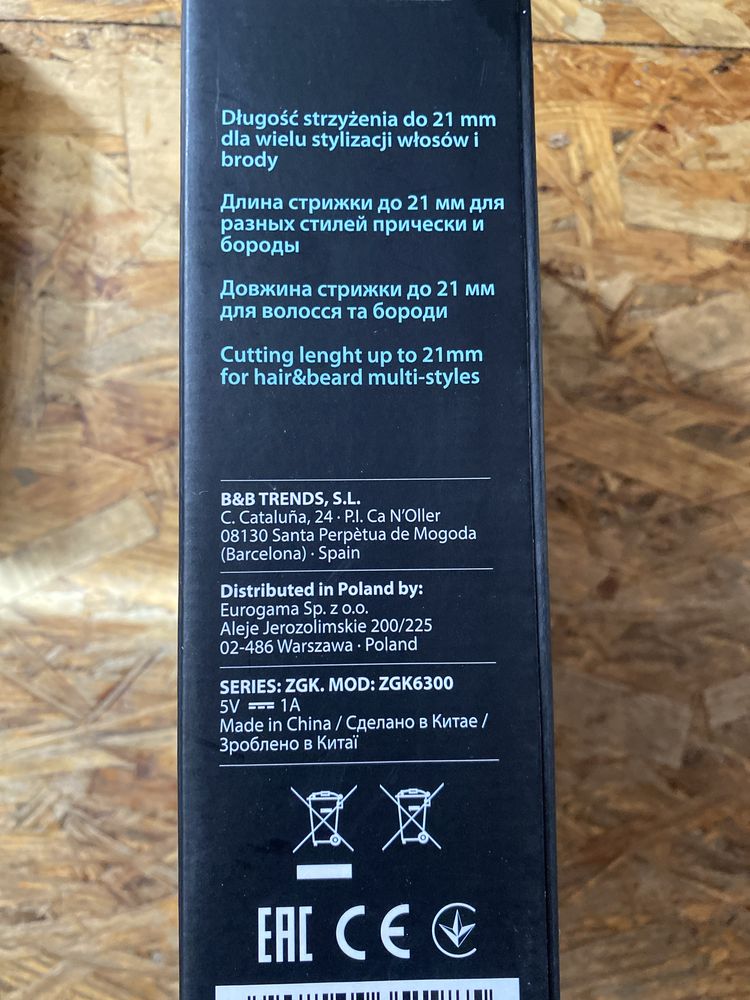 Długość strzyżenia do 21 mm
dla wielu stylizacji włosów i
brody
Длина стрижки до 21 мм для
разных стилей прически и
бороды
Довжина стрижки до 21 мм
для волосся та бороди
Cutting lenght up to 21mm
for hair&beard multi-styles
B&B TRENDS, S.L.
C. Cataluña, 24 · P.I. Ca N'Oller
08130 Santa Perpètua de Mogoda
(Barcelona) · Spain
Distributed in Poland by:
Eurogama Sp. z o.o.
Aleje Jerozolimskie 200/225
02-486 Warszawa · Poland
SERIES: ZGK. MOD: ZGK6300
5V ⎓ 1A
Made in China / Сделано в Китае /
Зроблено в Китаї
EAC CE